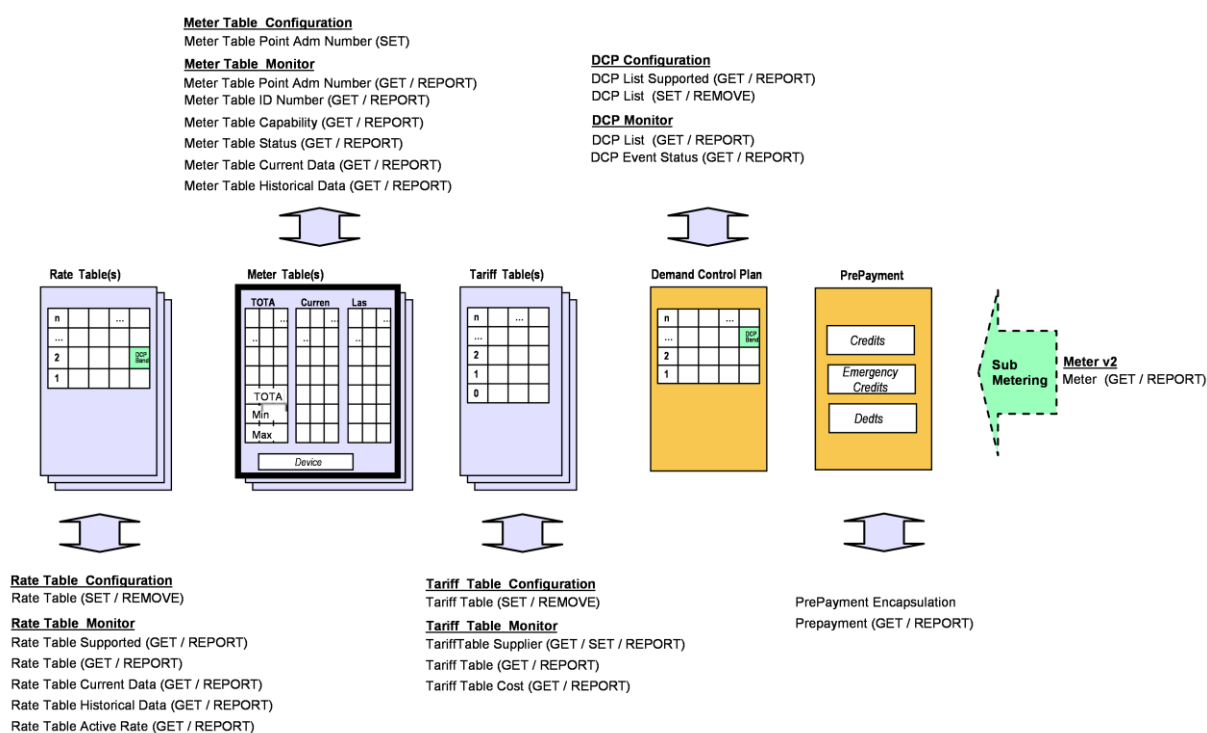 Meter Table Configuration
Meter Table Point Adm Number (SET)
Meter Table Monitor
Meter Table Point Adm Number (GET / REPORT)
Meter Table ID Number (GET / REPORT)
Meter Table Capability (GET / REPORT)
Meter Table Status (GET / REPORT)
Meter Table Current Data (GET / REPORT)
Meter Table Historical Data (GET / REPORT)
DCP Configuration
DCP List Supported (GET / REPORT)
DCP List (SET / REMOVE)
DCP Monitor
DCP List (GET / REPORT)
DCP Event Status (GET / REPORT)
Rate Table(s)
n ...
...
2 DCP
Band
1
Meter Table(s)
TOTA Curren Las
... ... ...
.. .. ..
TOTA
Min
Max
Device
Tariff Table(s)
n ...
...
2
1
0
Demand Control Plan
n ...
... DCP
Band
2
1
PrePayment
Credits
Emergency
Credits
Dedts
Sub
Metering
Meter v2
Meter (GET / REPORT)
Rate Table Configuration
Rate Table (SET / REMOVE)
Rate Table Monitor
Rate Table Supported (GET / REPORT)
Rate Table (GET / REPORT)
Rate Table Current Data (GET / REPORT)
Rate Table Historical Data (GET / REPORT)
Rate Table Active Rate (GET / REPORT)
Tariff Table Configuration
Tariff Table (SET / REMOVE)
Tariff Table Monitor
TariffTable Supplier (GET / SET / REPORT)
Tariff Table (GET / REPORT)
Tariff Table Cost (GET / REPORT)
PrePayment Encapsulation
Prepayment (GET / REPORT)